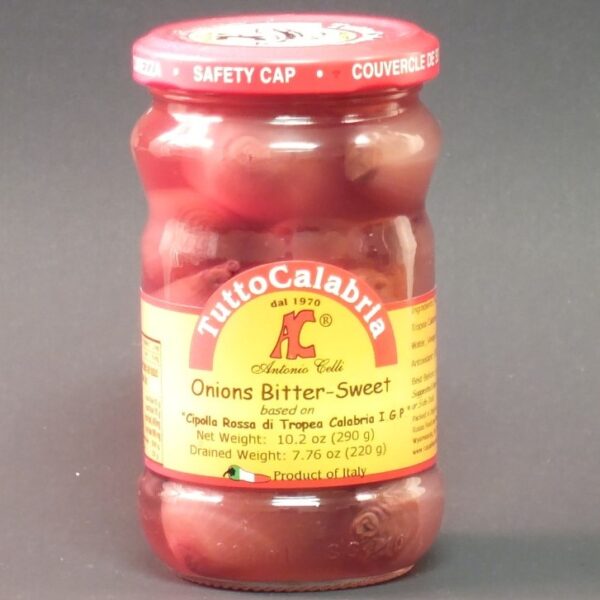 SAFETY CAP • COUVERCLE DE
TuttoCalabria
dal 1970
AC ®
Antonio Celli
Onions Bitter-Sweet
based on
"Cipolla Rossa di Tropea Calabria I G P"
Net Weight: 10.2 oz (290 g)
Drained Weight: 7.76 oz (220 g)
Product of Italy